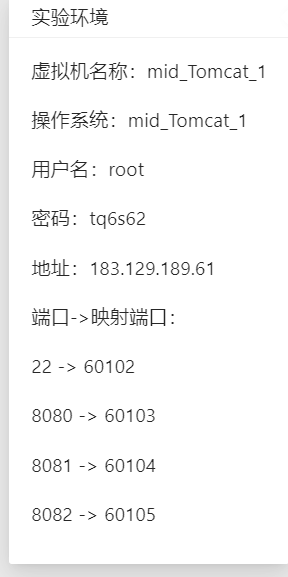 实验环境
虚拟机名称：mid_Tomcat_1
操作系统：mid_Tomcat_1
用户名：root
密码：tq6s62
地址：183.129.189.61
端口->映射端口：
22 -> 60102
8080 -> 60103
8081 -> 60104
8082 -> 60105